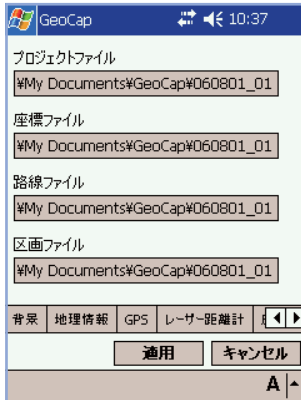 GeoCap 10:37
プロジェクトファイル
¥My Documents¥GeoCap¥060801_01
座標ファイル
¥My Documents¥GeoCap¥060801_01
路線ファイル
¥My Documents¥GeoCap¥060801_01
区画ファイル
¥My Documents¥GeoCap¥060801_01
背景 地理情報 GPS レーザー距離計
適用 キャンセル
A